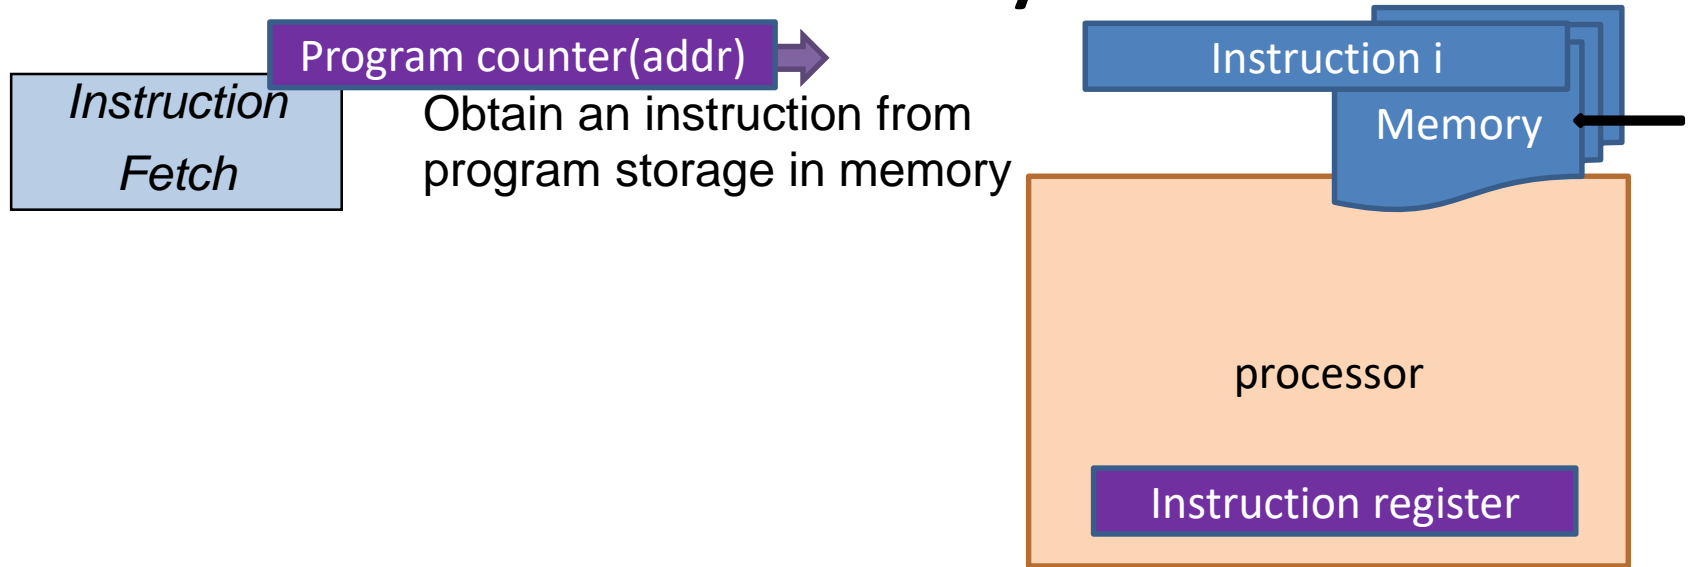 Program counter(addr)
Instruction
Fetch
Obtain an instruction from
program storage in memory
Instruction i
Memory
processor
Instruction register